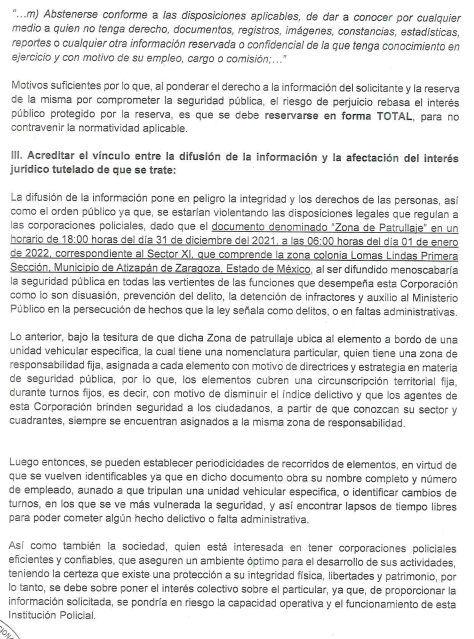 "...m) Abstenerse conforme a las disposiciones aplicables, de dar a conocer por cualquier
medio a quien no tenga derecho, documentos, registros, imágenes, constancias, estadísticas,
reportes o cualquier otra información reservada o confidencial de la que tenga conocimiento en
ejercicio y con motivo de su empleo, cargo o comisión;..."
Motivos suficientes por lo que, al ponderar el derecho a la información del solicitante y la reserva
de la misma por comprometer la seguridad pública, el riesgo de perjuicio rebasa el interés
público protegido por la reserva, es que se debe reservarse en forma TOTAL, para no
contravenir la normatividad aplicable.
III. Acreditar el vínculo entre la difusión de la información y la afectación del interés
jurídico tutelado de que se trate:
La difusión de la información pone en peligro la integridad y los derechos de las personas, así
como el orden público ya que, se estarían violentando las disposiciones legales que regulan a
las corporaciones policiales, dado que el documento denominado "Zona de Patrullaje" en un
horario de 18:00 horas del día 31 de diciembre del 2021, a las 06:00 horas del día 01 de enero
de 2022, correspondiente al Sector XI, que comprende la zona colonia Lomas Lindas Primera
Sección, Municipio de Atizapán de Zaragoza, Estado de México, al ser difundido menoscabaría
la seguridad pública en todas las vertientes de las funciones que desempeña esta Corporación
como lo son disuasión, prevención del delito, la detención de infractores y auxilio al Ministerio
Público en la persecución de hechos que la ley señala como delitos, o en faltas administrativas.
Lo anterior, bajo la tesitura de que dicha Zona de patrullaje ubica al elemento a bordo de una
unidad vehicular especifica, la cual tiene una nomenclatura particular, quien tiene una zona de
responsabilidad fija, asignada a cada elemento con motivo de directrices y estrategia en materia
de seguridad pública, por lo que, los elementos cubren una circunscripción territorial fija,
durante turnos fijos, es decir, con motivo de disminuir el índice delictivo y que los agentes de
esta Corporación brinden seguridad a los ciudadanos, a partir de que conozcan su sector y
cuadrantes, siempre se encuentran asignados a la misma zona de responsabilidad.
Luego entonces, se pueden establecer periodicidades de recorridos de elementos, en virtud de
que se vuelven identificables ya que en dicho documento obra su nombre completo y número
de empleado, aunado a que tripulan una unidad vehicular especifica, o identificar cambios de
turnos, en los que se ve más vulnerada la seguridad, y así encontrar lapsos de tiempo libres
para poder cometer algún hecho delictivo o falta administrativa.
Así como también la sociedad, quien está interesada en tener corporaciones policiales
eficientes y confiables, que aseguren un ambiente óptimo para el desarrollo de sus actividades,
teniendo la certeza que existe una protección a su integridad física, libertades y patrimonio, por
lo tanto, se debe sobre poner el interés colectivo sobre el particular, ya que, de proporcionar la
información solicitada, se pondría en riesgo la capacidad operativa y el funcionamiento de esta
Institución Policial.